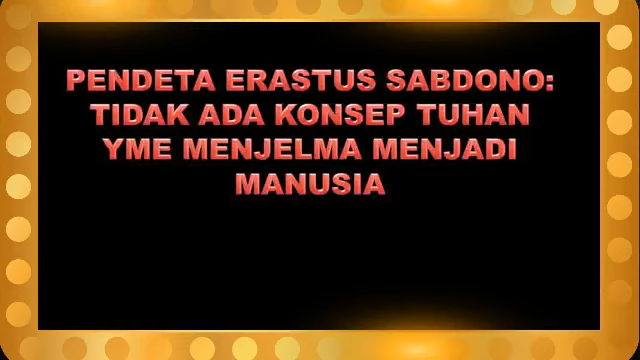 PENDETA ERASTUS SABDONO:
TIDAK ADA KONSEP TUHAN
YME MENJELMA MENJADI
MANUSIA